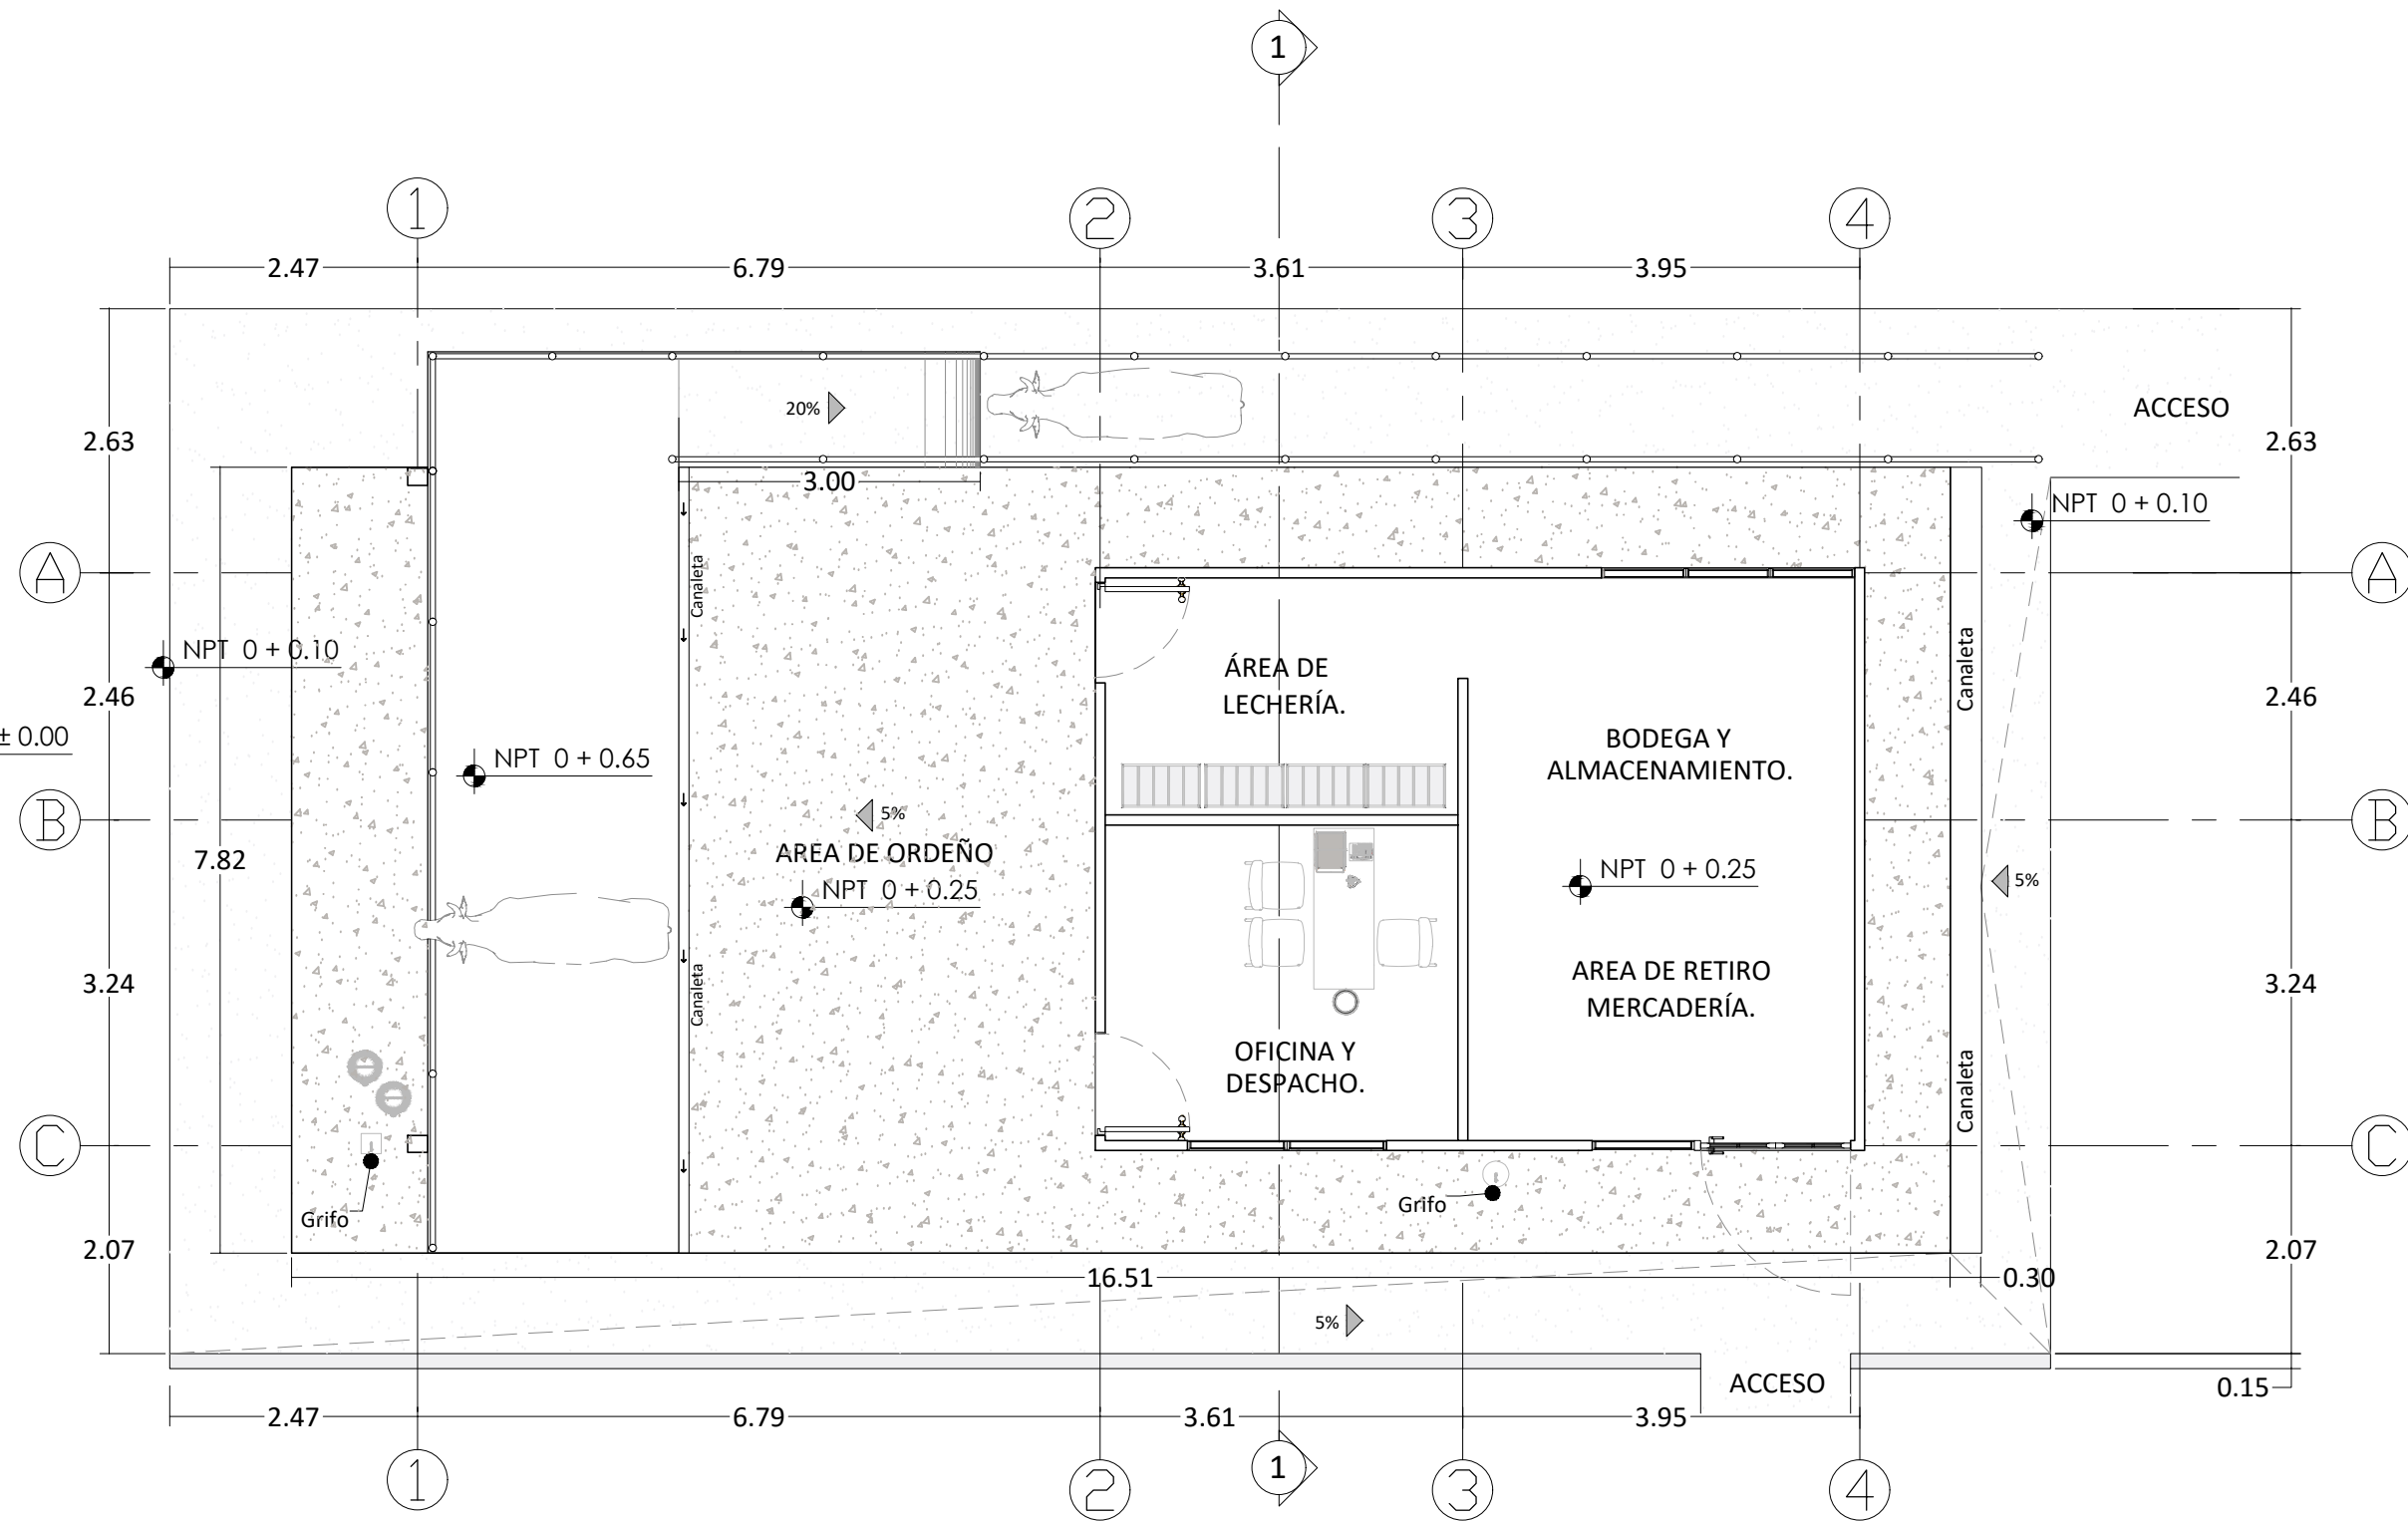 1
1
2
3
4
2.47
6.79
3.61
3.95
20%
ACCESO
2.63
2.63
3.00
NPT 0 + 0.10
A
A
Canaleta
NPT 0 + 0.10
ÁREA DE
LECHERÍA.
Canaleta
2.46
2.46
± 0.00
NPT 0 + 0.65
BODEGA Y
ALMACENAMIENTO.
B
B
5%
AREA DE ORDEÑO
NPT 0 + 0.25
7.82
NPT 0 + 0.25
5%
3.24
3.24
Canaleta
AREA DE RETIRO
MERCADERÍA.
OFICINA Y
DESPACHO.
Canaleta
C
C
Grifo
Grifo
2.07
2.07
16.51
0.30
5%
ACCESO
0.15
2.47
6.79
3.61
3.95
1
2
1
3
4